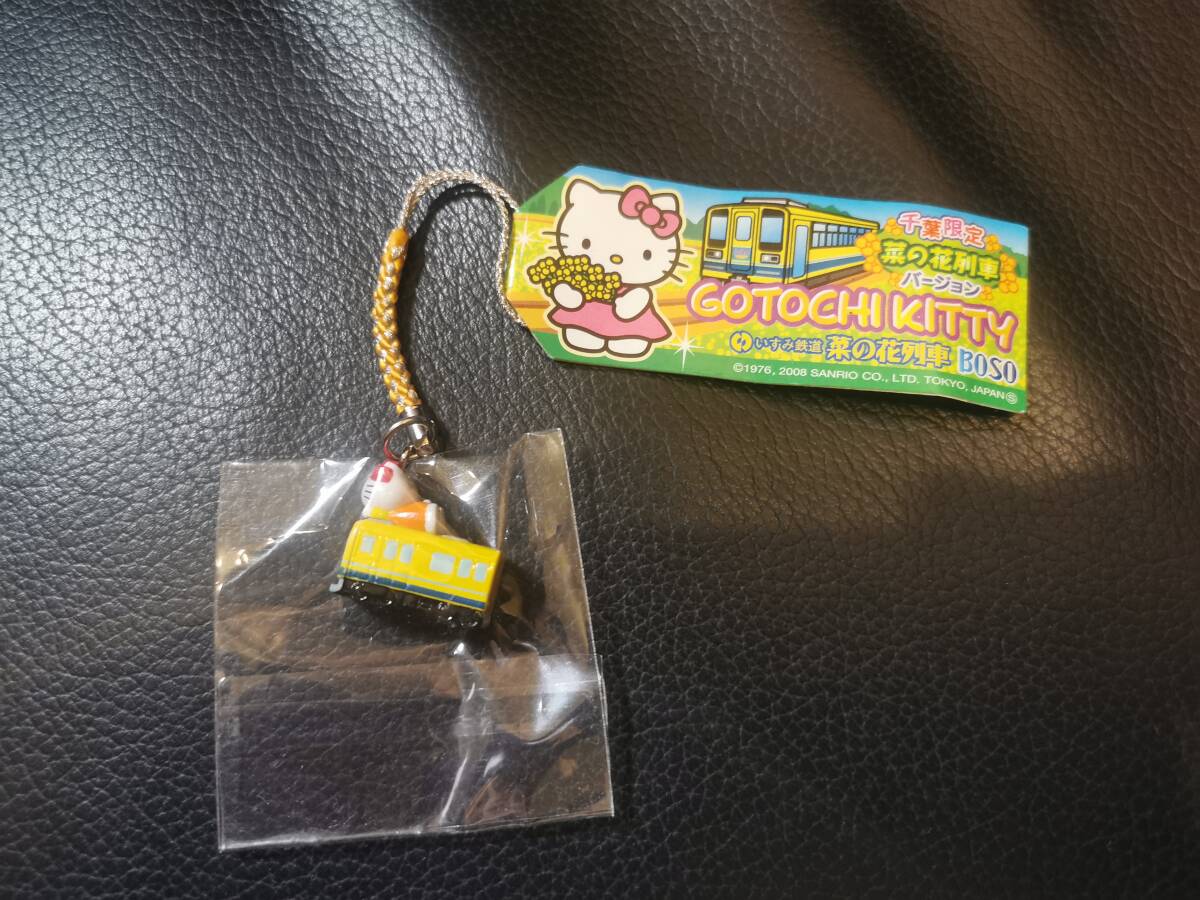 千葉限定
菜の花列車
バージョン
GOTOCHI KITTY
いすみ鉄道 菜の花列車 BOSO
©1976, 2008 SANRIO CO., LTD. TOKYO, JAPAN Ⓢ